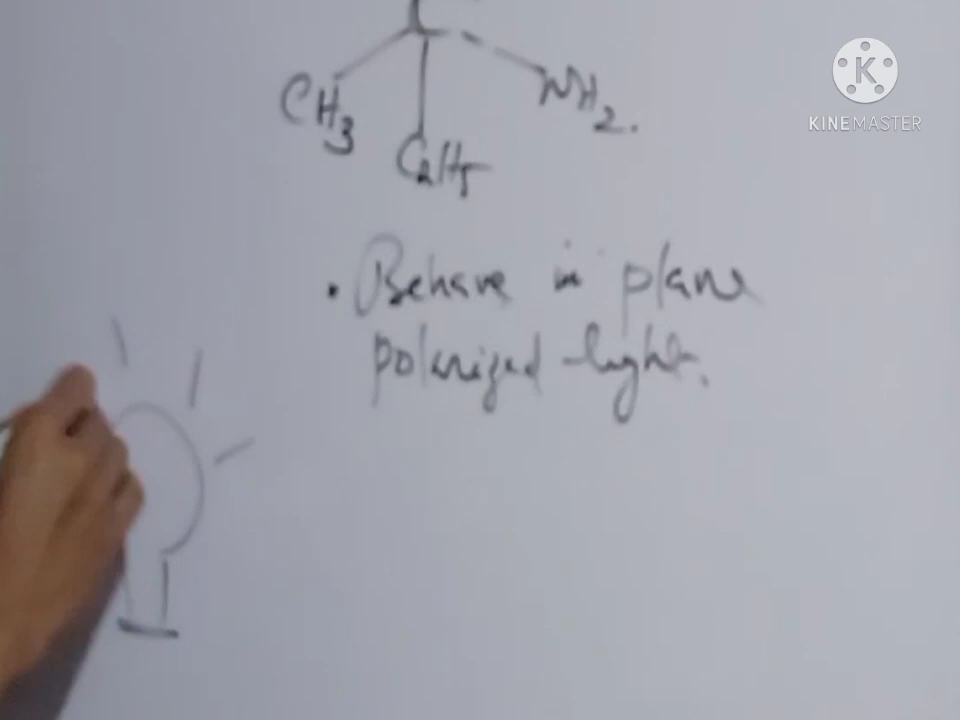 C
CH3
NH2.
C2H5
• Behave in plane
polarized light.
K
KINEMASTER